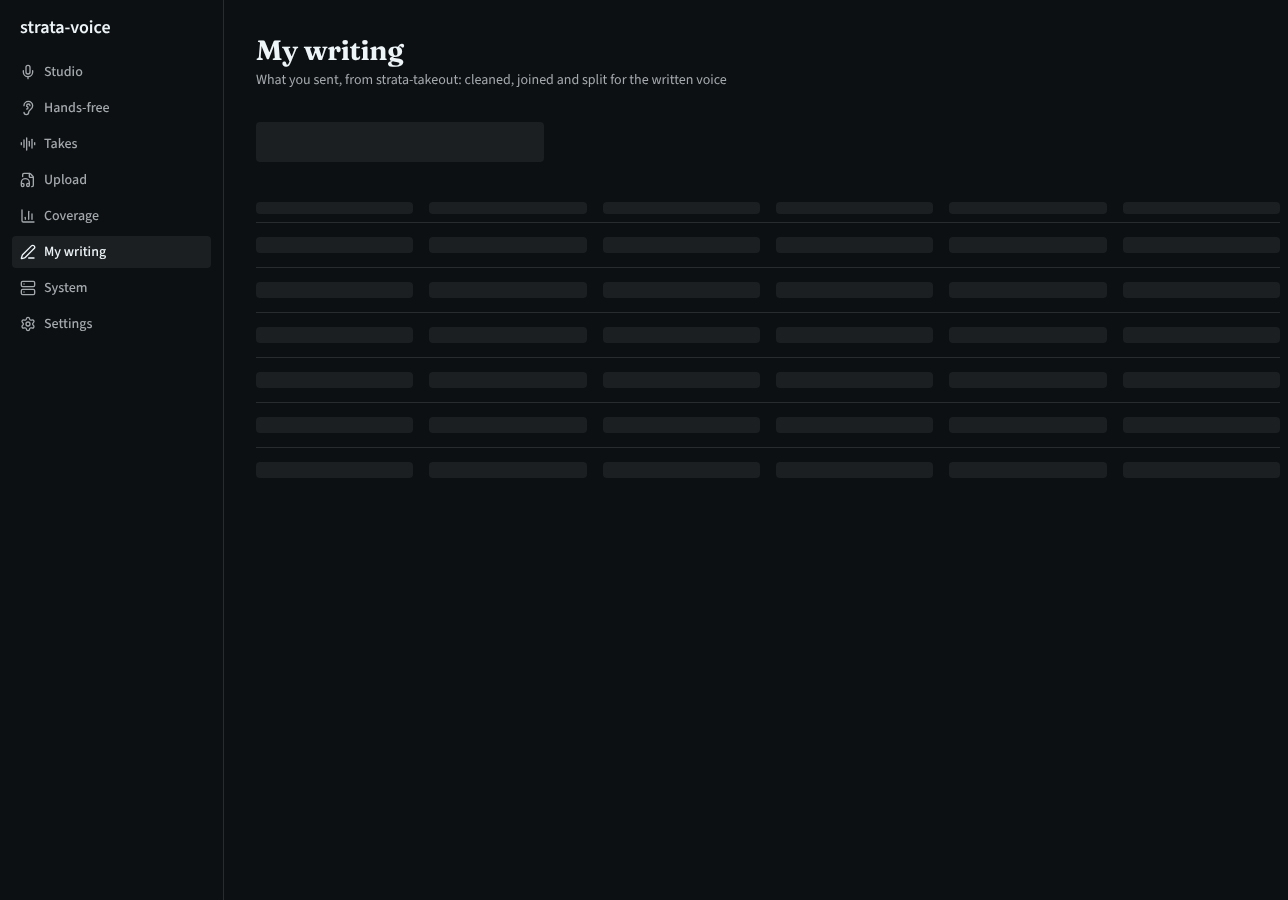 strata-voice
Studio
Hands-free
Takes
Upload
Coverage
My writing
System
Settings
My writing
What you sent, from strata-takeout: cleaned, joined and split for the written voice